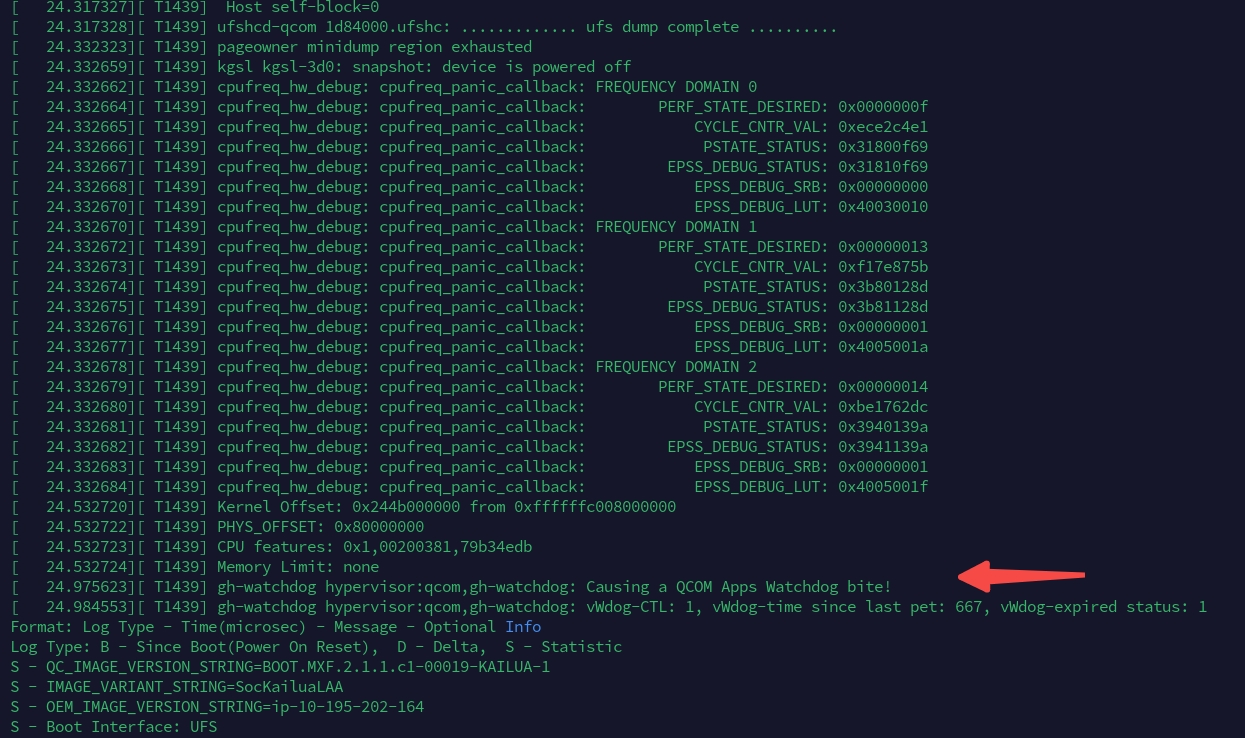 [   24.317327][ T1439]  Host self-block=0
[   24.317328][ T1439] ufshcd-qcom 1d84000.ufshc: ............. ufs dump complete ..........
[   24.332323][ T1439] pageowner minidump region exhausted
[   24.332659][ T1439] kgsl kgsl-3d0: snapshot: device is powered off
[   24.332662][ T1439] cpufreq_hw_debug: cpufreq_panic_callback: FREQUENCY DOMAIN 0
[   24.332664][ T1439] cpufreq_hw_debug: cpufreq_panic_callback:        PERF_STATE_DESIRED: 0x0000000f
[   24.332665][ T1439] cpufreq_hw_debug: cpufreq_panic_callback:            CYCLE_CNTR_VAL: 0xece2c4e1
[   24.332666][ T1439] cpufreq_hw_debug: cpufreq_panic_callback:             PSTATE_STATUS: 0x31800f69
[   24.332667][ T1439] cpufreq_hw_debug: cpufreq_panic_callback:         EPSS_DEBUG_STATUS: 0x31810f69
[   24.332668][ T1439] cpufreq_hw_debug: cpufreq_panic_callback:            EPSS_DEBUG_SRB: 0x00000000
[   24.332670][ T1439] cpufreq_hw_debug: cpufreq_panic_callback:            EPSS_DEBUG_LUT: 0x40030010
[   24.332670][ T1439] cpufreq_hw_debug: cpufreq_panic_callback: FREQUENCY DOMAIN 1
[   24.332672][ T1439] cpufreq_hw_debug: cpufreq_panic_callback:        PERF_STATE_DESIRED: 0x00000013
[   24.332673][ T1439] cpufreq_hw_debug: cpufreq_panic_callback:            CYCLE_CNTR_VAL: 0xf17e875b
[   24.332674][ T1439] cpufreq_hw_debug: cpufreq_panic_callback:             PSTATE_STATUS: 0x3b80128d
[   24.332675][ T1439] cpufreq_hw_debug: cpufreq_panic_callback:         EPSS_DEBUG_STATUS: 0x3b81128d
[   24.332676][ T1439] cpufreq_hw_debug: cpufreq_panic_callback:            EPSS_DEBUG_SRB: 0x00000001
[   24.332677][ T1439] cpufreq_hw_debug: cpufreq_panic_callback:            EPSS_DEBUG_LUT: 0x4005001a
[   24.332678][ T1439] cpufreq_hw_debug: cpufreq_panic_callback: FREQUENCY DOMAIN 2
[   24.332679][ T1439] cpufreq_hw_debug: cpufreq_panic_callback:        PERF_STATE_DESIRED: 0x00000014
[   24.332680][ T1439] cpufreq_hw_debug: cpufreq_panic_callback:            CYCLE_CNTR_VAL: 0xbe1762dc
[   24.332681][ T1439] cpufreq_hw_debug: cpufreq_panic_callback:             PSTATE_STATUS: 0x3940139a
[   24.332682][ T1439] cpufreq_hw_debug: cpufreq_panic_callback:         EPSS_DEBUG_STATUS: 0x3941139a
[   24.332683][ T1439] cpufreq_hw_debug: cpufreq_panic_callback:            EPSS_DEBUG_SRB: 0x00000001
[   24.332684][ T1439] cpufreq_hw_debug: cpufreq_panic_callback:            EPSS_DEBUG_LUT: 0x4005001f
[   24.532720][ T1439] Kernel Offset: 0x244b000000 from 0xffffffc008000000
[   24.532722][ T1439] PHYS_OFFSET: 0x80000000
[   24.532723][ T1439] CPU features: 0x1,00200381,79b34edb
[   24.532724][ T1439] Memory Limit: none
[   24.975623][ T1439] gh-watchdog hypervisor:qcom,gh-watchdog: Causing a QCOM Apps Watchdog bite!
[   24.984553][ T1439] gh-watchdog hypervisor:qcom,gh-watchdog: vWdog-CTL: 1, vWdog-time since last pet: 667, vWdog-expired status: 1
Format: Log Type - Time(microsec) - Message - Optional Info
Log Type: B - Since Boot(Power On Reset),  D - Delta,  S - Statistic
S - QC_IMAGE_VERSION_STRING=BOOT.MXF.2.1.1.c1-00019-KAILUA-1
S - IMAGE_VARIANT_STRING=SocKailuaLAA
S - OEM_IMAGE_VERSION_STRING=ip-10-195-202-164
S - Boot Interface: UFS